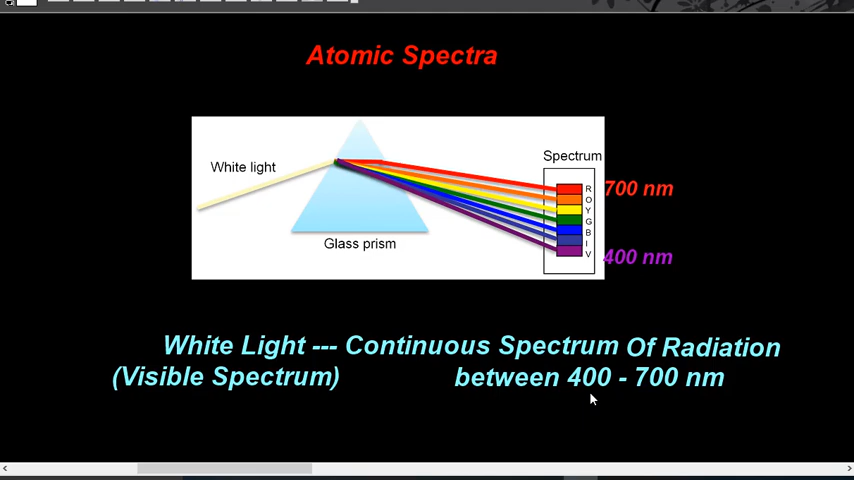 Atomic Spectra
White light
Spectrum
Glass prism
R
O
Y
G
B
I
V
700 nm
400 nm
White Light --- Continuous Spectrum Of Radiation
(Visible Spectrum) between 400 - 700 nm